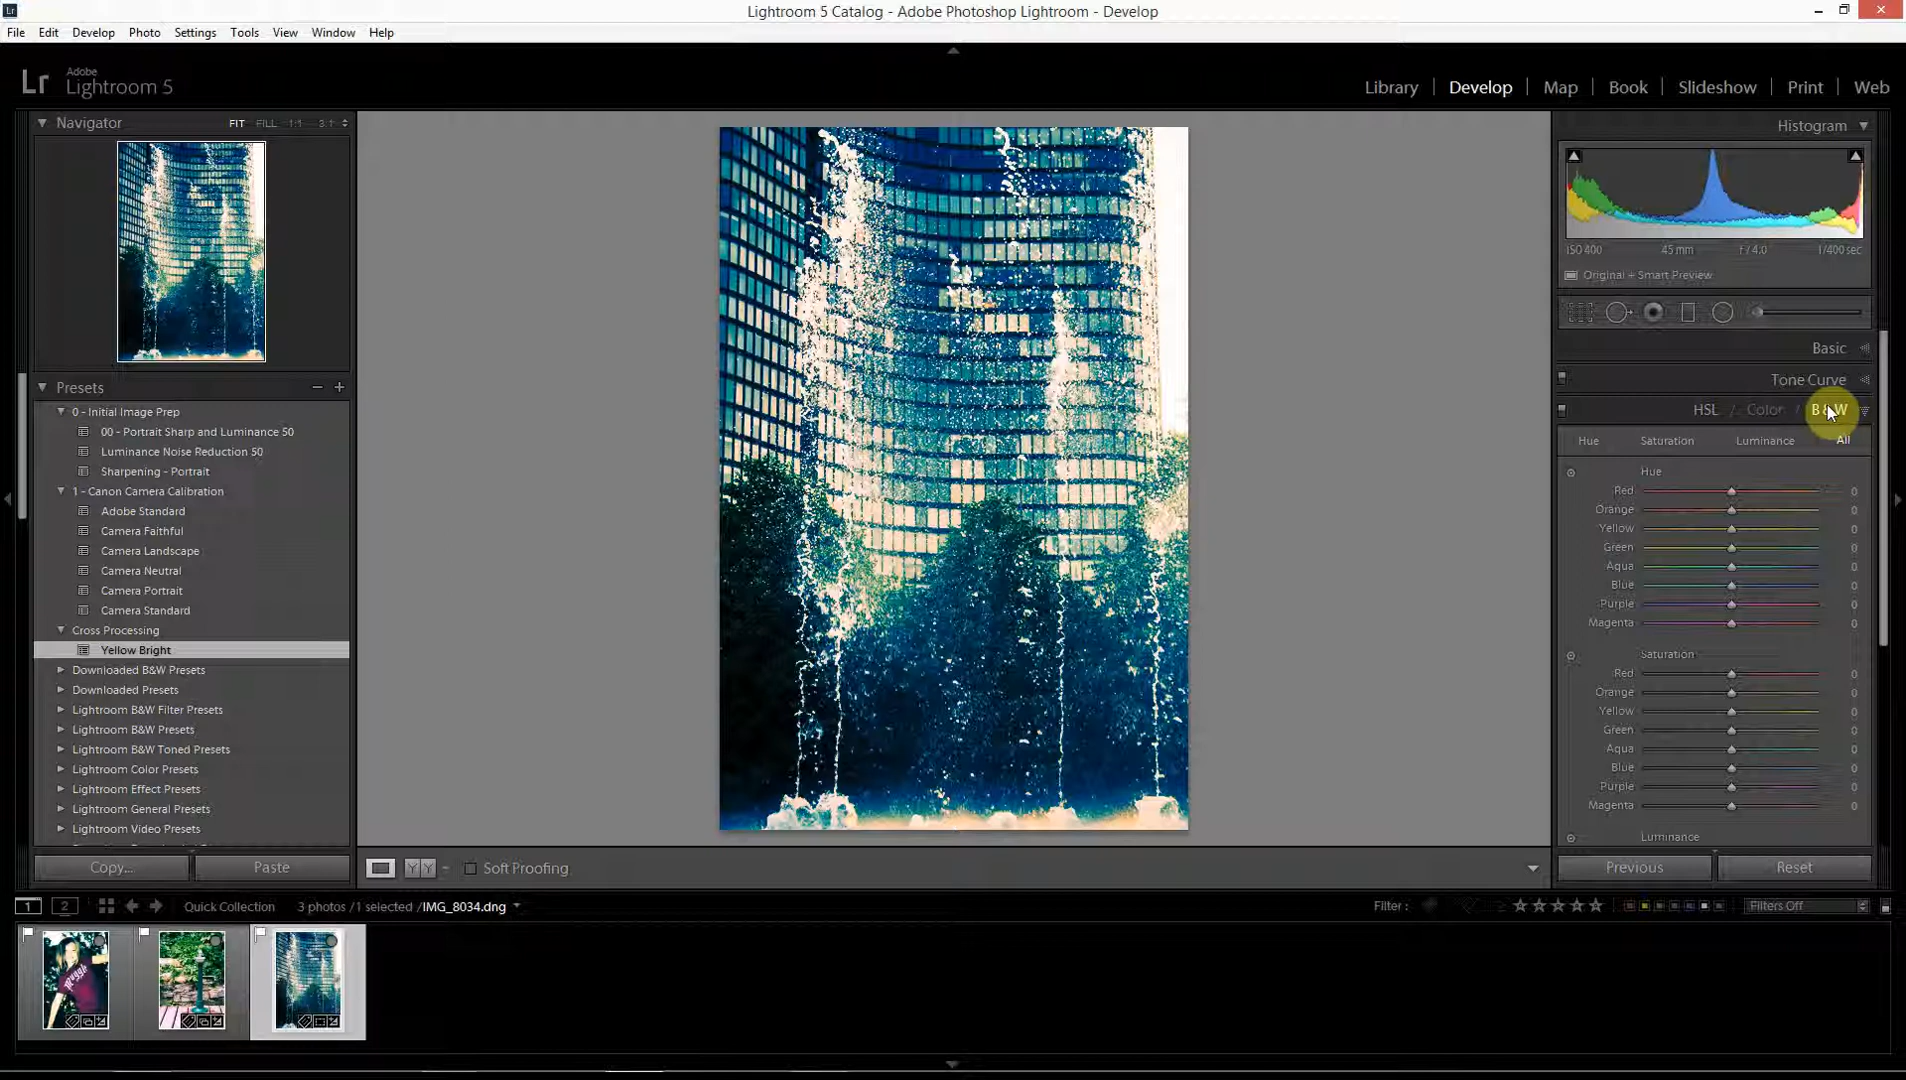 Lightroom 5 Catalog - Adobe Photoshop Lightroom - Develop
File Edit Develop Photo Settings Tools View Window Help
Lr Adobe Lightroom 5
Library Develop Map Book Slideshow Print Web
Navigator FIT FILL 1:1 3:1
Histogram
ISO 400 45 mm f / 4.0 1/400 sec
Original + Smart Preview
Basic
Tone Curve
HSL / Color / B & W
Hue Saturation Luminance All
Hue
Red 0
Orange 0
Yellow 0
Green 0
Aqua 0
Blue 0
Purple 0
Magenta 0
Saturation
Red 0
Orange 0
Yellow 0
Green 0
Aqua 0
Blue 0
Purple 0
Magenta 0
Luminance
Previous Reset
Presets
0 - Initial Image Prep
00 - Portrait Sharp and Luminance 50
Luminance Noise Reduction 50
Sharpening - Portrait
1 - Canon Camera Calibration
Adobe Standard
Camera Faithful
Camera Landscape
Camera Neutral
Camera Portrait
Camera Standard
Cross Processing
Yellow Bright
Downloaded B&W Presets
Downloaded Presets
Lightroom B&W Filter Presets
Lightroom B&W Presets
Lightroom B&W Toned Presets
Lightroom Color Presets
Lightroom Effect Presets
Lightroom General Presets
Lightroom Video Presets
Copy... Paste
Y Y Soft Proofing
1 2 Quick Collection 3 photos / 1 selected / IMG_8034.dng
Filter : Filters Off